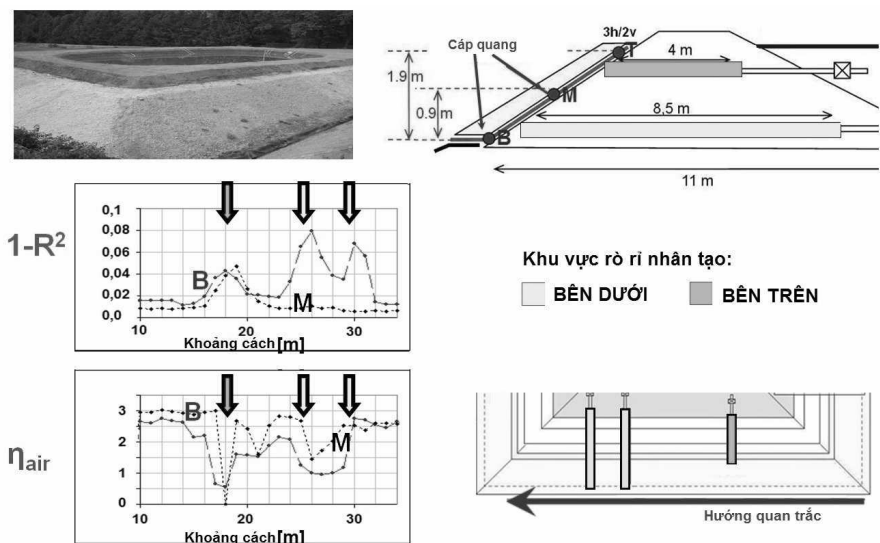 3h/2v
Cáp quang
T
4 m
1.9 m
M
0.9 m
8,5 m
B
11 m
1-R²
0,1
0,08
0,06
0,04
0,02
0,0
B
M
10
20
30
Khoảng cách [m]
Khu vực rò rỉ nhân tạo:
BÊN DƯỚI
BÊN TRÊN
ηair
3
2
1
0
B
M
10
20
30
Khoảng cách [m]
Hướng quan trắc